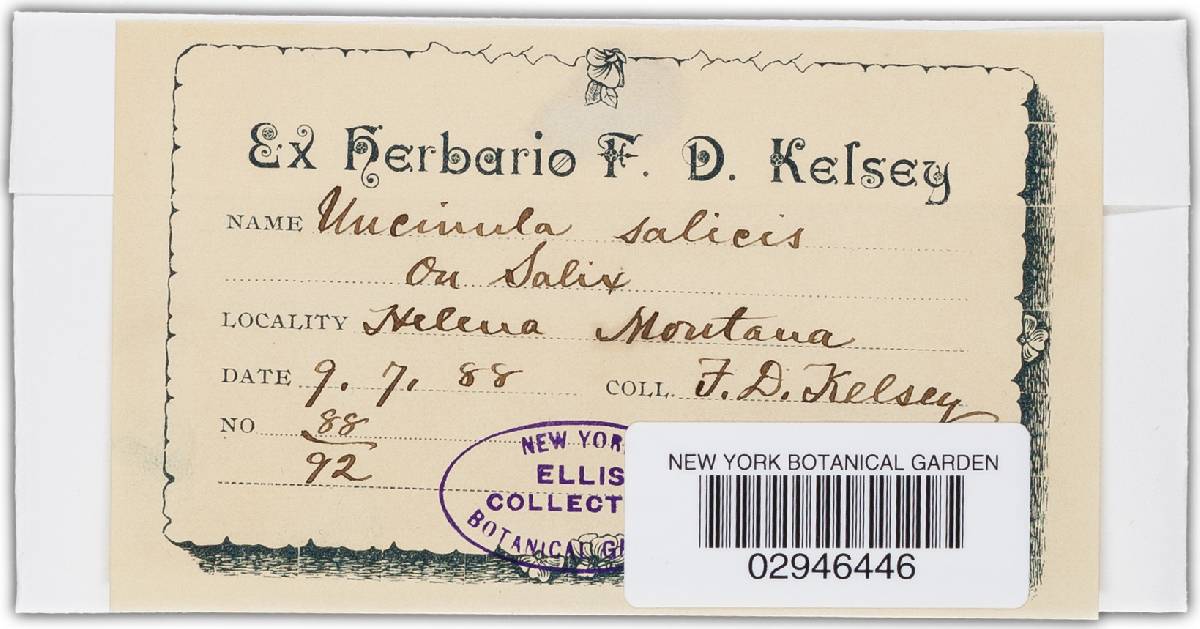 Ex Herbario F. D. Kelsey
NAME Uncinula salicis
On Salix
LOCALITY Helena Montana
DATE 9. 7. 88 COLL F. D. Kelsey
NO 88
92
NEW YOR
ELLIS
COLLECT
BOTANICAL G
NEW YORK BOTANICAL GARDEN
02946446